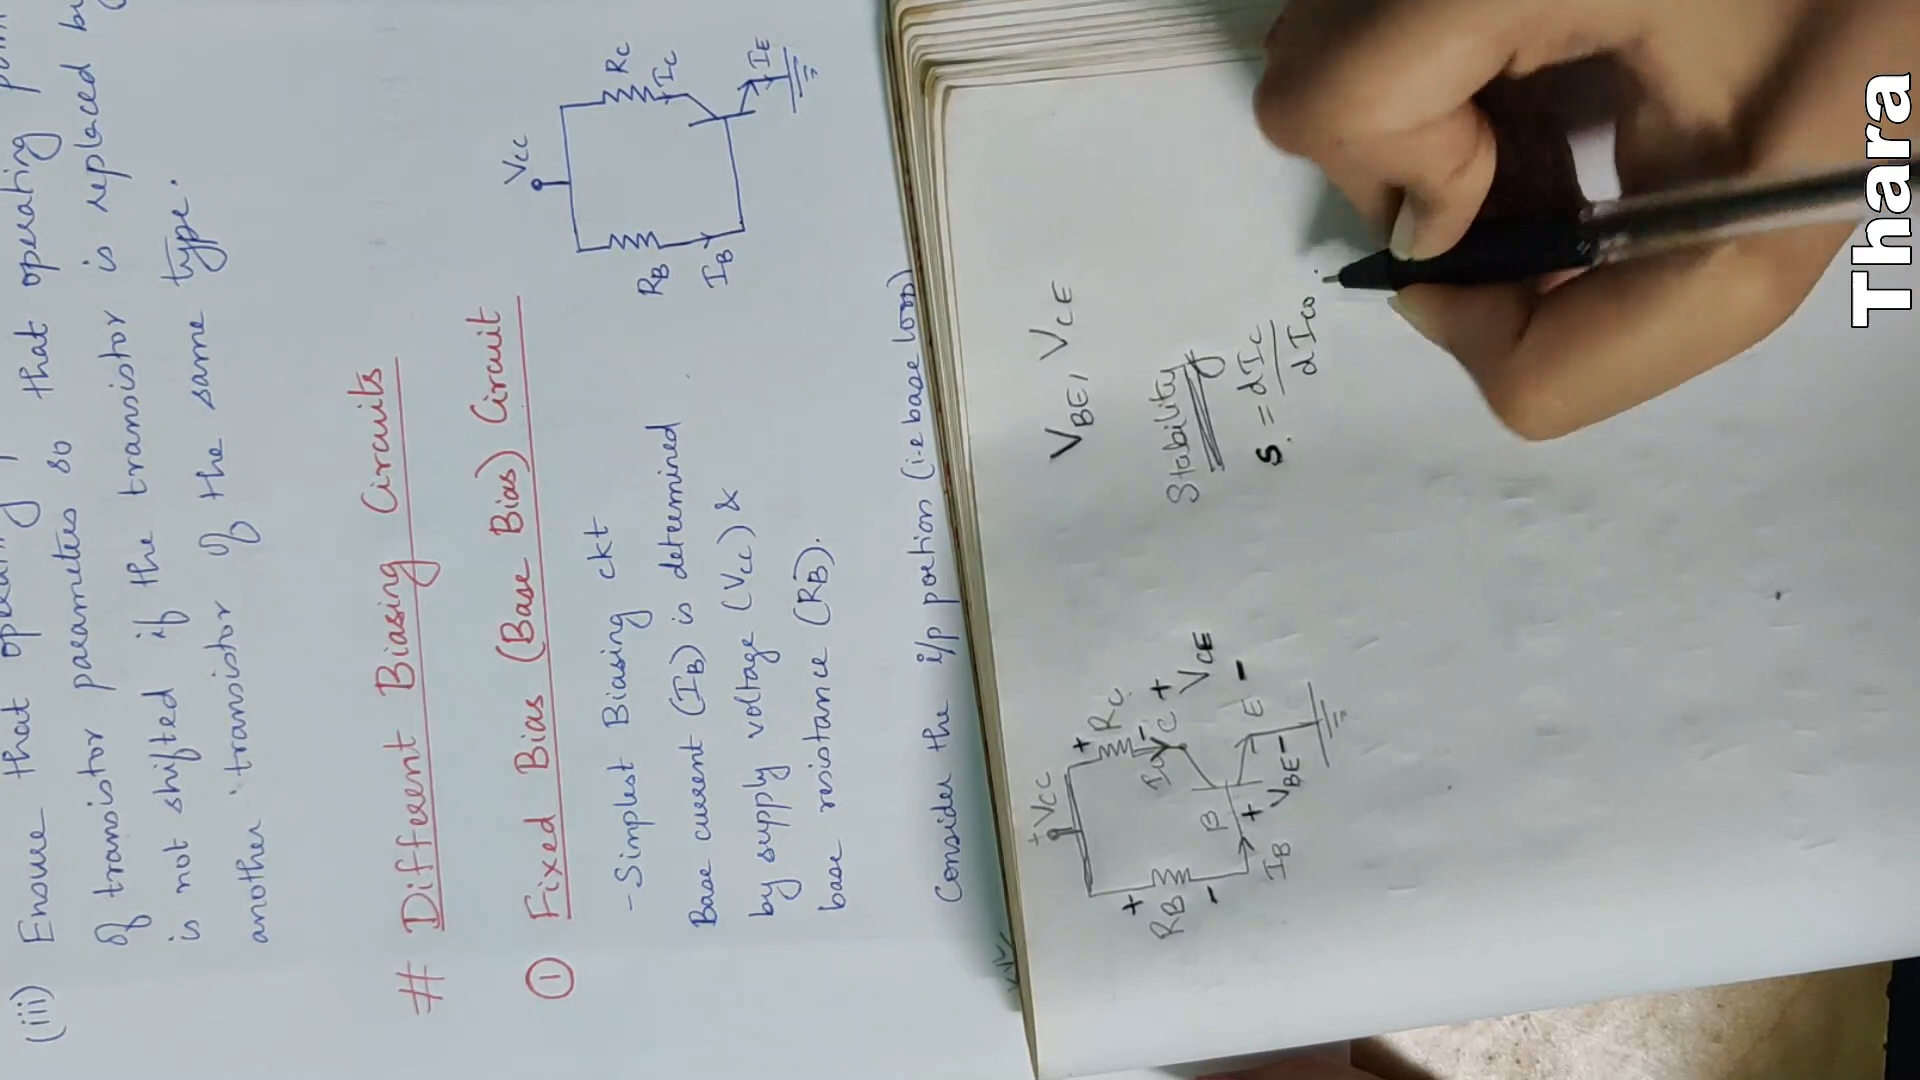 (iii) Ensure that that operating
of transistor parameters so
is not shifted if the transistor is replaced by
another transistor of the same type.
# Different Biasing Circuits
① Fixed Bias (Base Bias) Circuit
- Simplest Biasing ckt
Base current (IB) is determined
by supply voltage (Vcc) &
base resistance (RB).
Vcc
RB
RC
IC
IB
IE
Consider the i/p portion (i.e base loop)
+VCC
+
RB
-
+
RC
-
C +
VCE
B
E
-
IB
+ VBE -
VBE, VCE
Stability
S = dIC
dICO
Thara